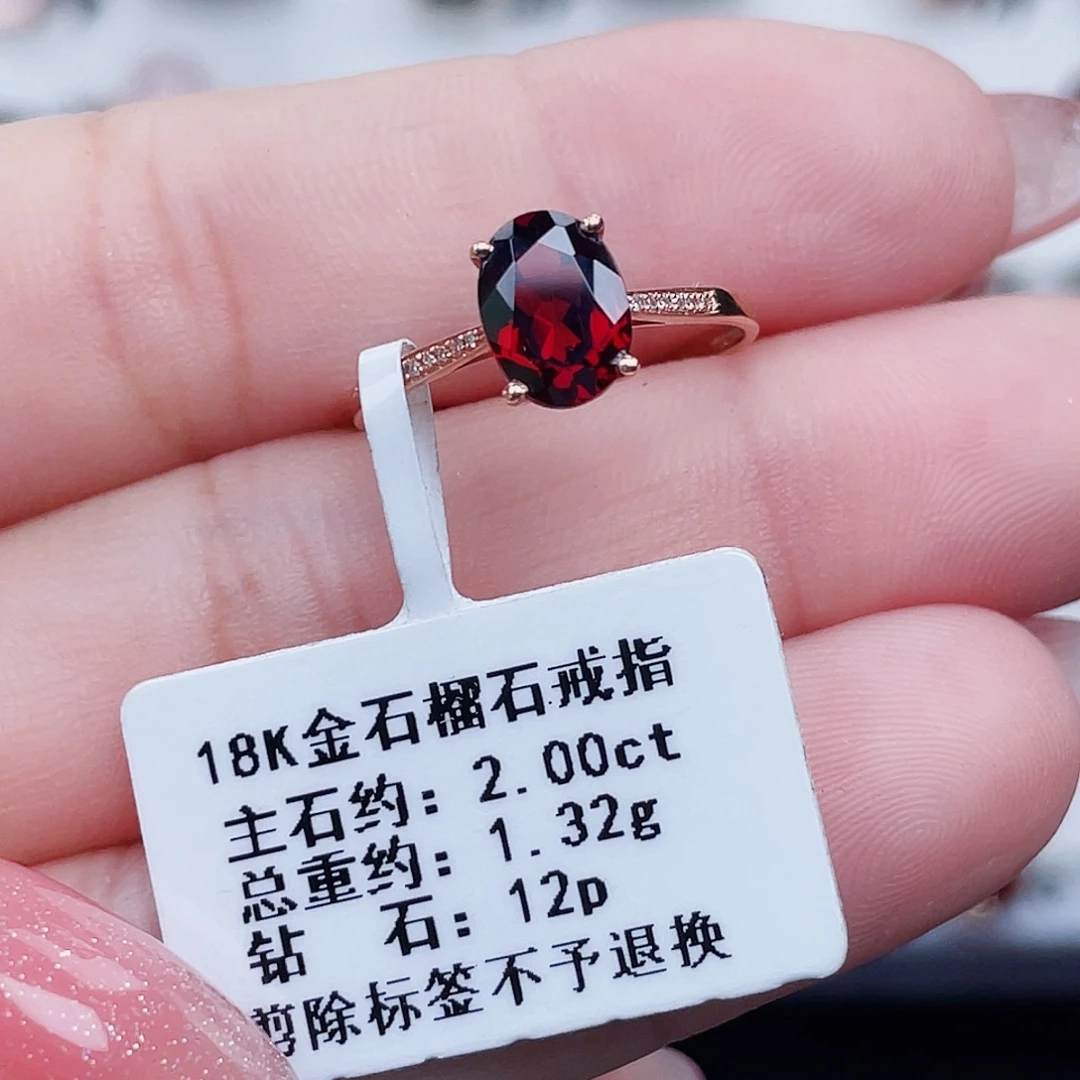 18K金石榴石戒指
主石约：2.00ct
总重约：1.32g
钻 石：12p
剪除标签不予退换